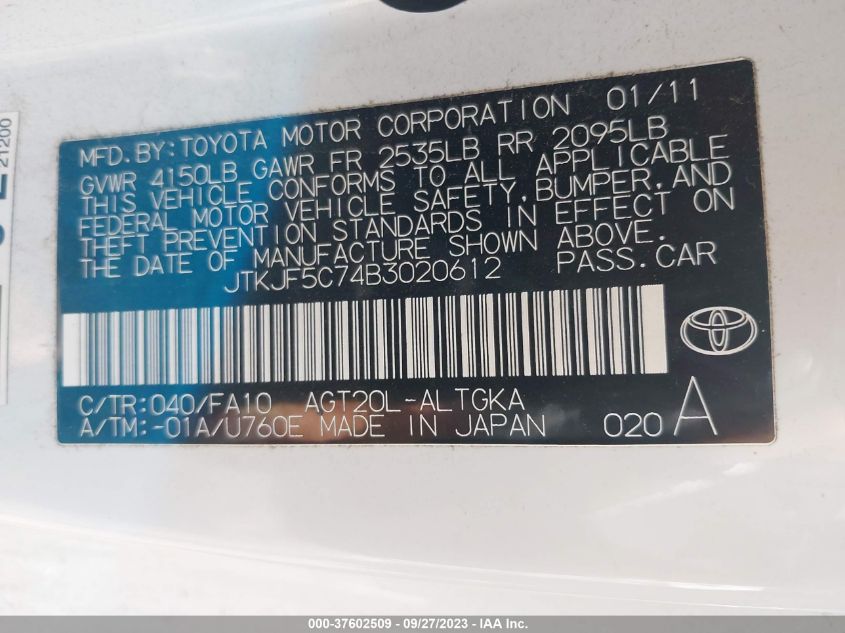 MFD. BY: TOYOTA MOTOR CORPORATION 01/11
GVWR 4150LB GAWR FR 2535LB RR 2095LB
THIS VEHICLE CONFORMS TO ALL APPLICABLE
FEDERAL MOTOR VEHICLE SAFETY, BUMPER, AND
THEFT PREVENTION STANDARDS IN EFFECT ON
THE DATE OF MANUFACTURE SHOWN ABOVE.
JTKJF5C74B3020612 PASS. CAR
C/TR: 040/FA10 AGT20L-ALTGKA
A/TM: -01A/U760E MADE IN JAPAN 020 A
21200
000-37602509 - 09/27/2023 - IAA Inc.